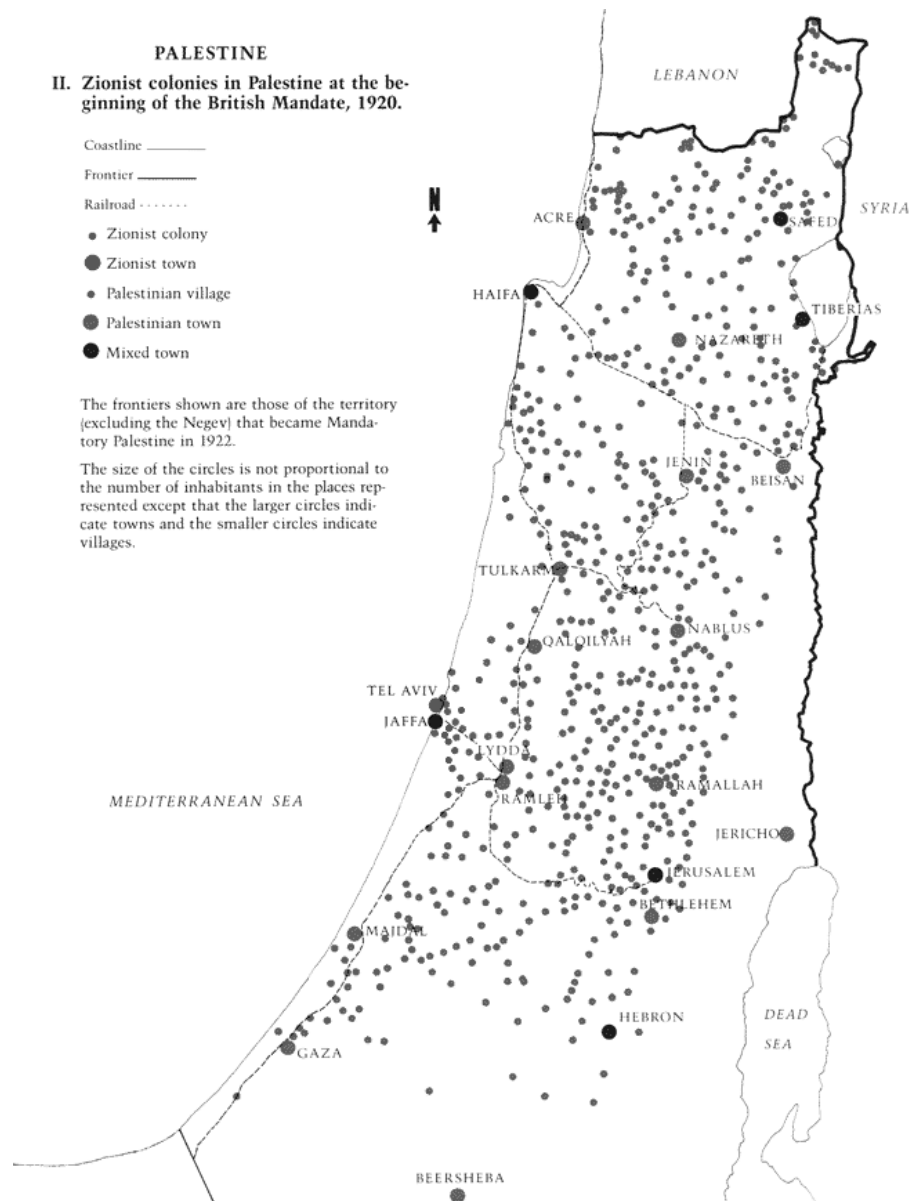 PALESTINE
II. Zionist colonies in Palestine at the be-
ginning of the British Mandate, 1920.
Coastline
Frontier
Railroad
Zionist colony
Zionist town
Palestinian village
Palestinian town
Mixed town
The frontiers shown are those of the territory
(excluding the Negev) that became Manda-
tory Palestine in 1922.
The size of the circles is not proportional to
the number of inhabitants in the places rep-
resented except that the larger circles indi-
cate towns and the smaller circles indicate
villages.
N
LEBANON
SYRIA
ACRE
SAFED
HAIFA
TIBERIAS
NAZARETH
JENIN
BEISAN
TULKARM
NABLUS
QALQILYAH
TEL AVIV
JAFFA
LYDDA
RAMLEH
RAMALLAH
MEDITERRANEAN SEA
JERICHO
JERUSALEM
BETHLEHEM
MAJDAL
HEBRON
DEAD
SEA
GAZA
BEERSHEBA